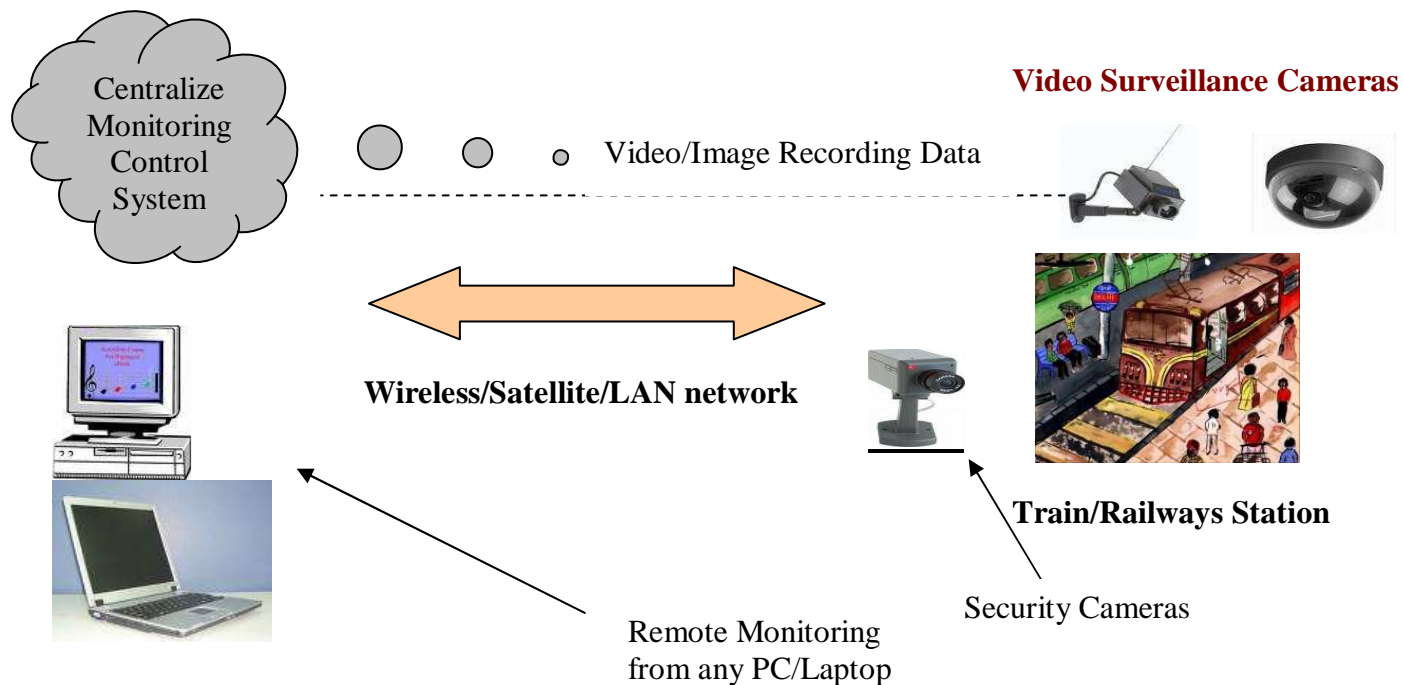 Centralize
Monitoring
Control
System
Video Surveillance Cameras
Video/Image Recording Data
Wireless/Satellite/LAN network
Train/Railways Station
Security Cameras
Remote Monitoring
from any PC/Laptop